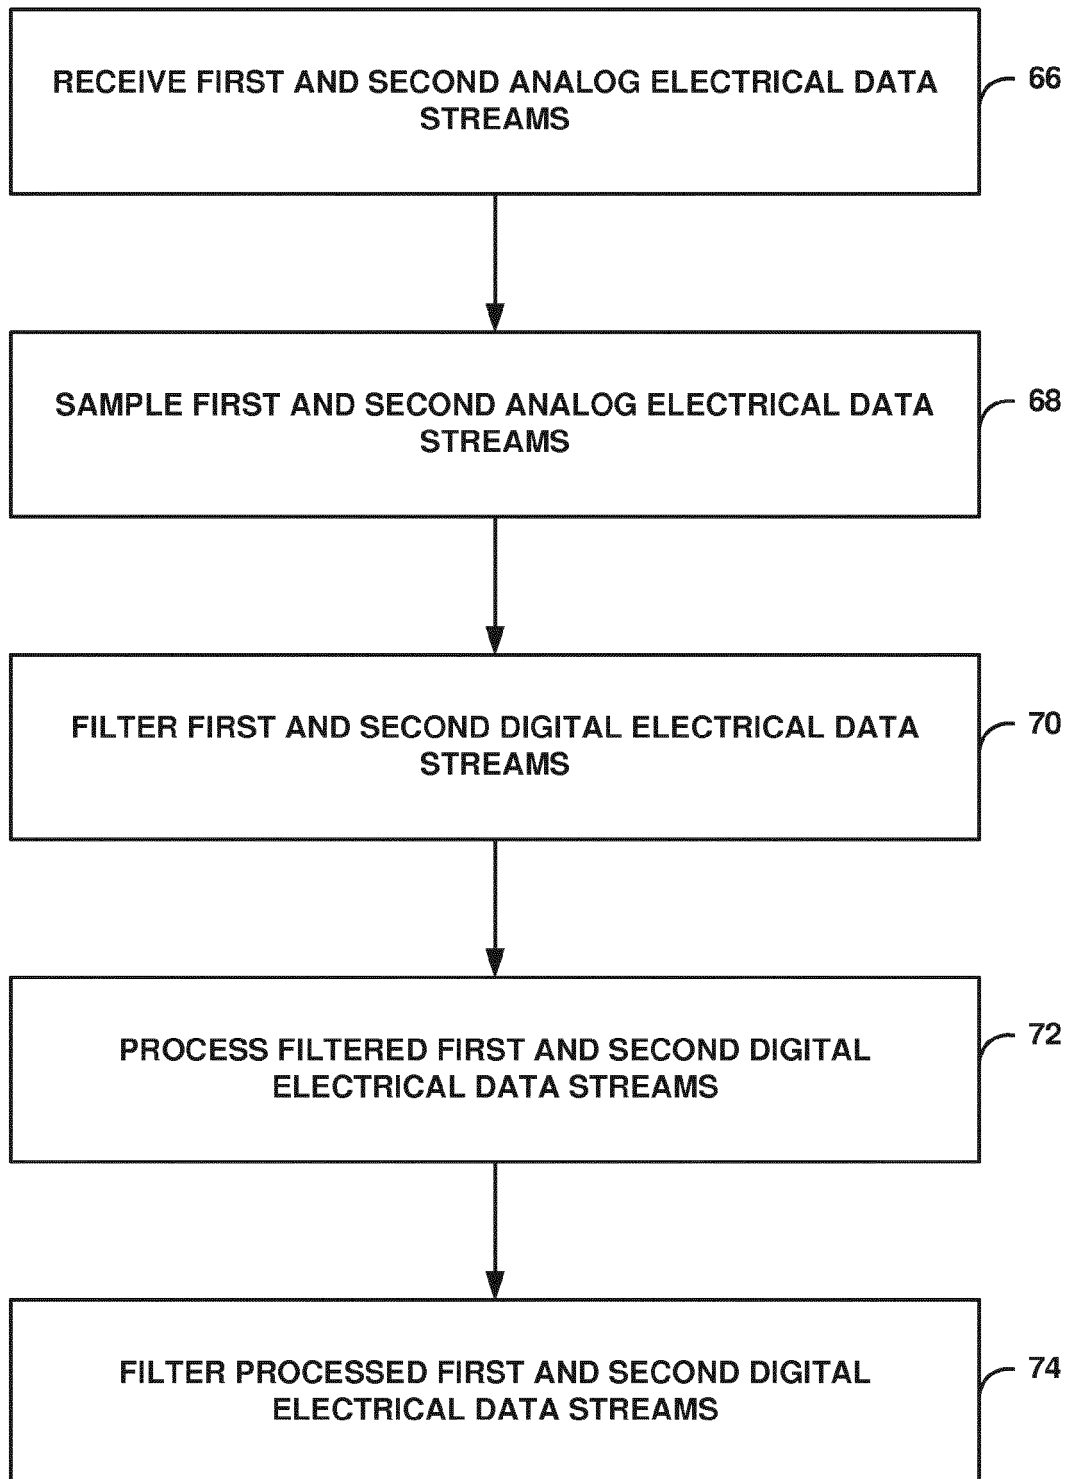 RECEIVE FIRST AND SECOND ANALOG ELECTRICAL DATA
STREAMS
66
SAMPLE FIRST AND SECOND ANALOG ELECTRICAL DATA
STREAMS
68
FILTER FIRST AND SECOND DIGITAL ELECTRICAL DATA
STREAMS
70
PROCESS FILTERED FIRST AND SECOND DIGITAL
ELECTRICAL DATA STREAMS
72
FILTER PROCESSED FIRST AND SECOND DIGITAL
ELECTRICAL DATA STREAMS
74